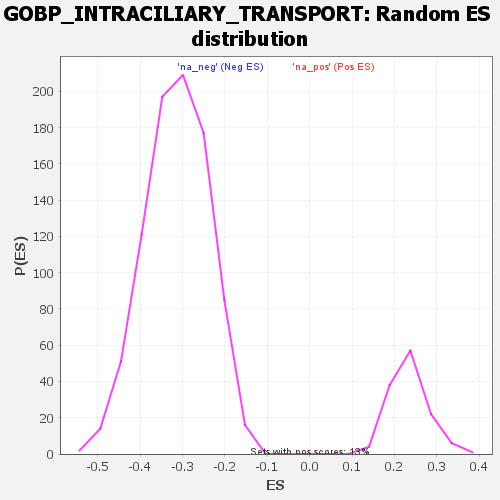 GOBP_INTRACILIARY_TRANSPORT: Random ES
distribution
'na_neg' (Neg ES) 'na_pos' (Pos ES)
P(ES)
200
180
160
140
120
100
80
60
40
20
0
Sets with pos scores: 13%
-0.5 -0.4 -0.3 -0.2 -0.1 0.0 0.1 0.2 0.3 0.4
ES